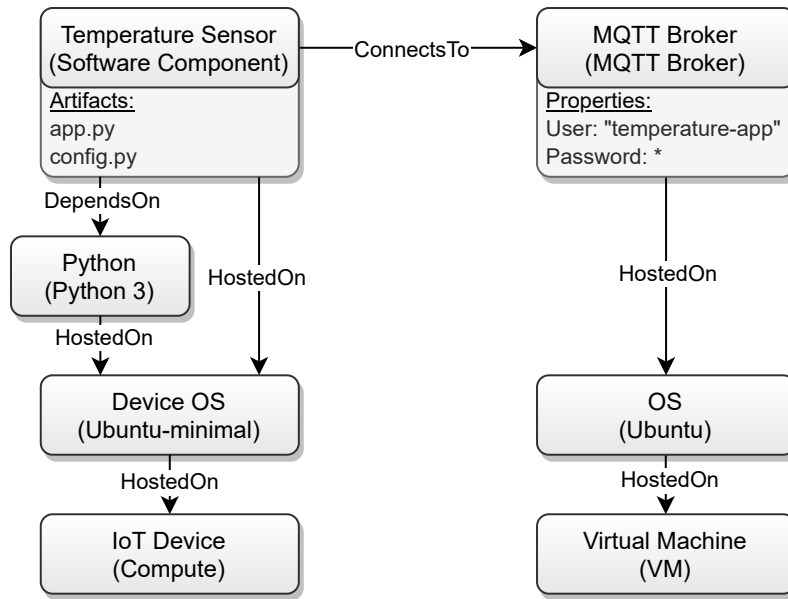 Temperature Sensor
(Software Component)
Artifacts:
app.py
config.py
ConnectsTo
MQTT Broker
(MQTT Broker)
Properties:
User: "temperature-app"
Password: *
DependsOn
HostedOn
HostedOn
Python
(Python 3)
HostedOn
Device OS
(Ubuntu-minimal)
OS
(Ubuntu)
HostedOn
HostedOn
IoT Device
(Compute)
Virtual Machine
(VM)